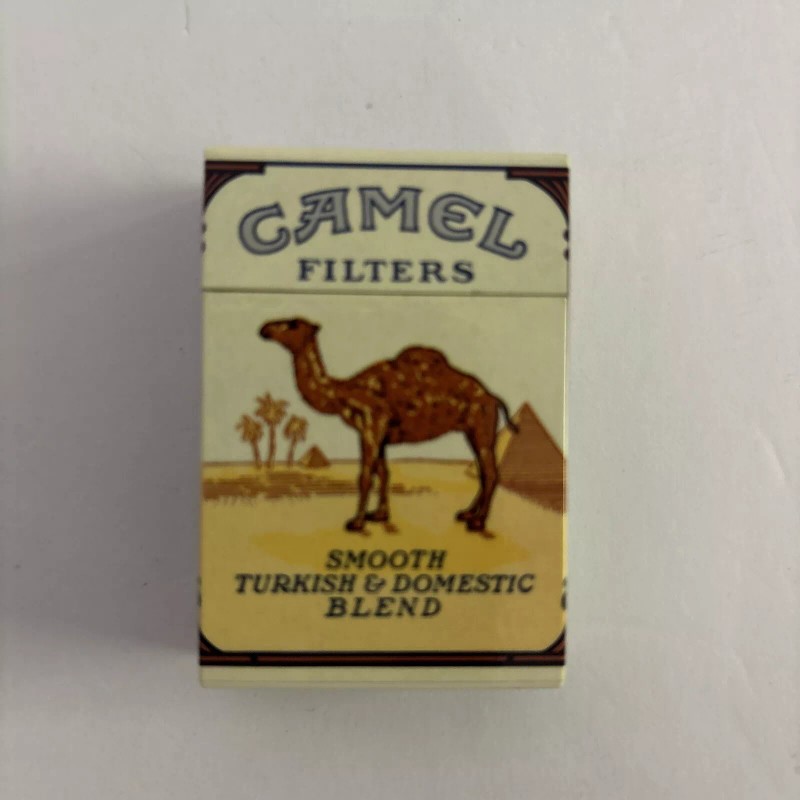 CAMEL
FILTERS
SMOOTH
TURKISH & DOMESTIC
BLEND